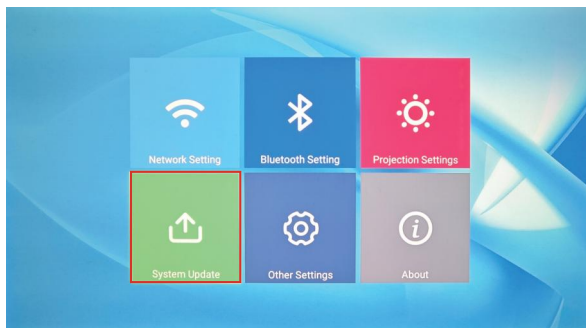 Network Setting
Bluetooth Setting
Projection Settings
System Update
Other Settings
About